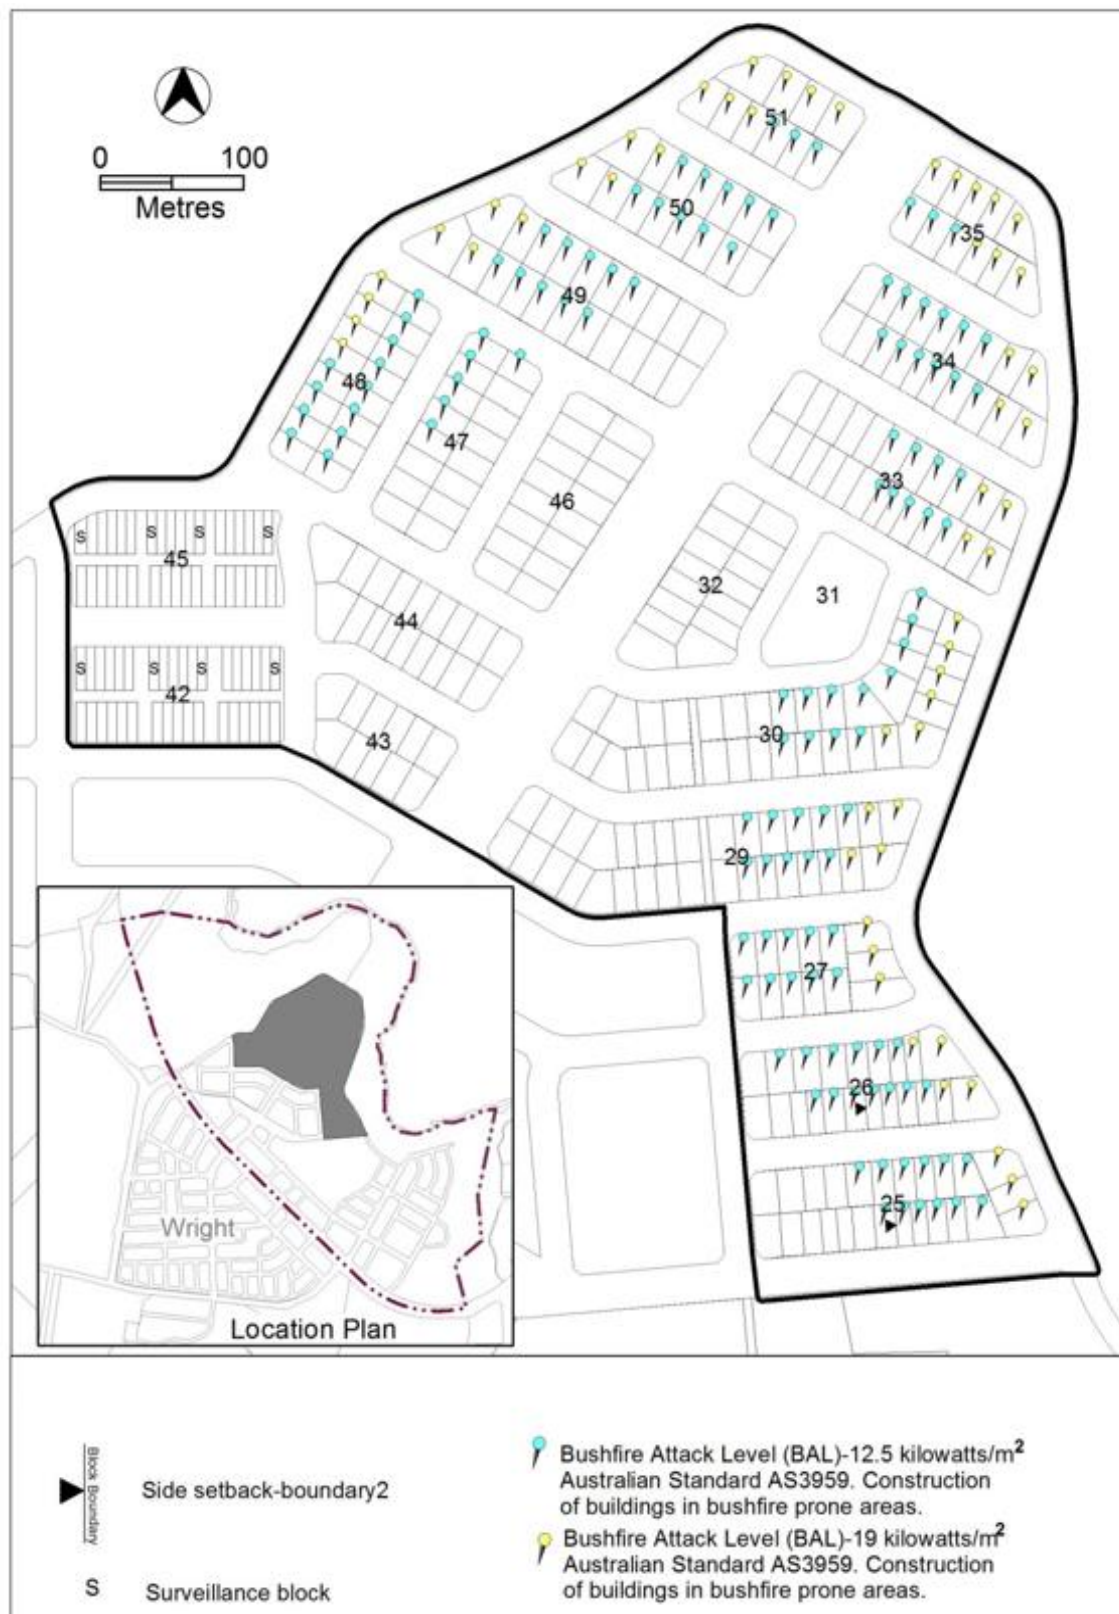 0 100
Metres
51
50
35
49
34
48
47
33
46
S S S S
45
32
31
44
S S S S
42
30
43
29
27
26
25
Wright
Location Plan
Block Boundary
Side setback-boundary2
S Surveillance block
Bushfire Attack Level (BAL)-12.5 kilowatts/m²
Australian Standard AS3959. Construction
of buildings in bushfire prone areas.
Bushfire Attack Level (BAL)-19 kilowatts/m²
Australian Standard AS3959. Construction
of buildings in bushfire prone areas.